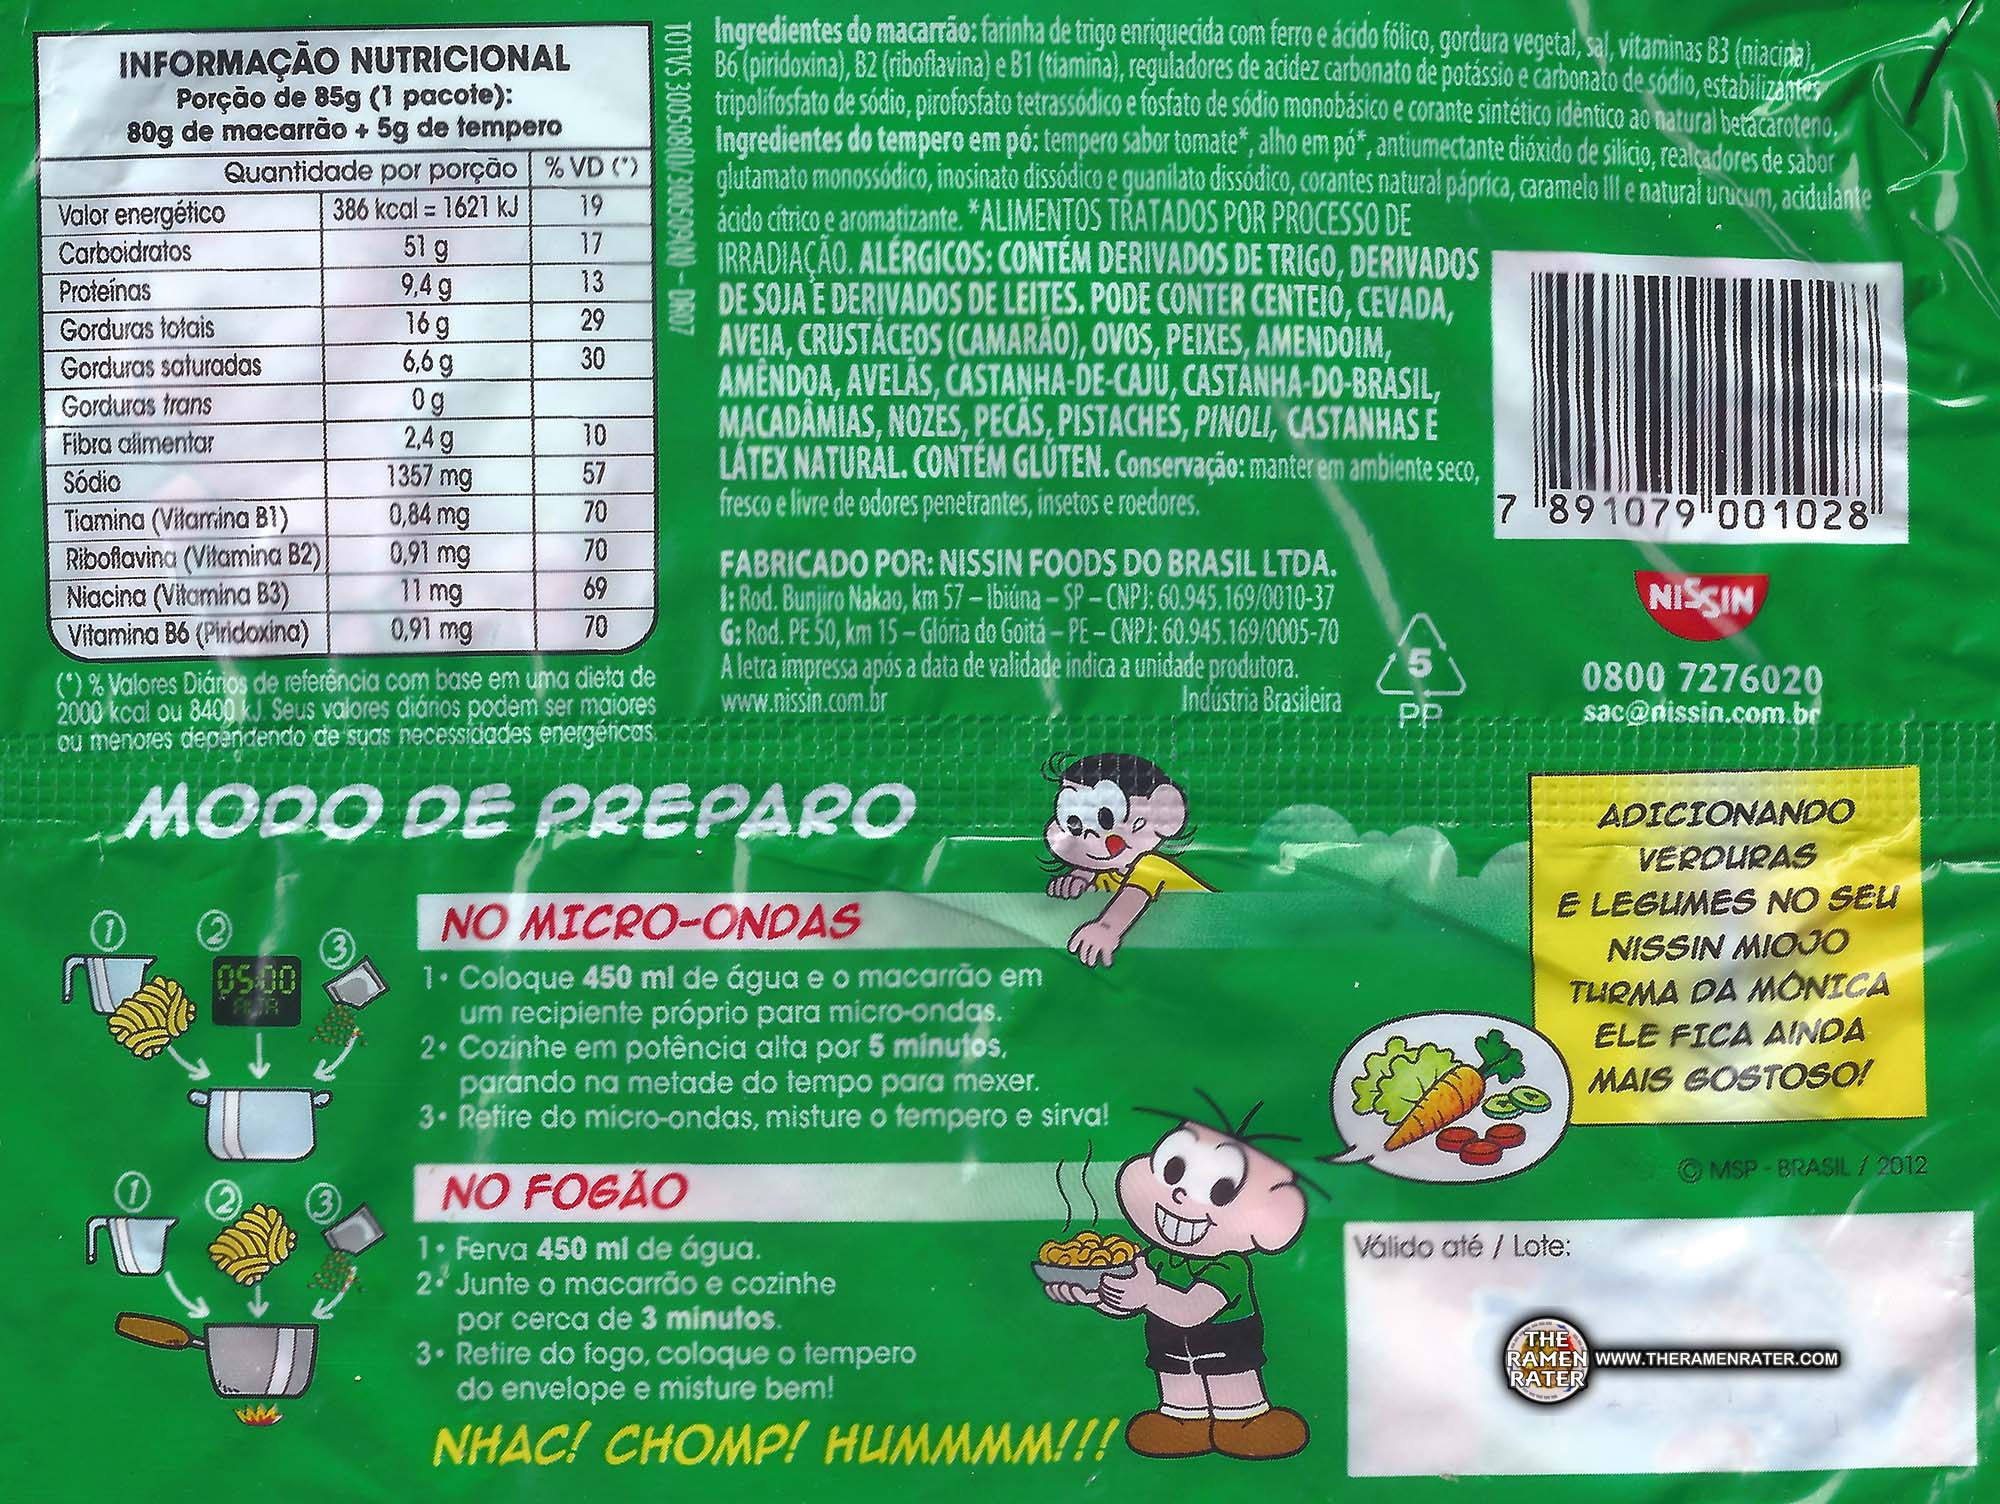 INFORMAÇÃO NUTRICIONAL
Porção de 85g (1 pacote):
80g de macarrão + 5g de tempero
Quantidade por porção % VD (*)
Valor energético 386 kcal = 1621 kJ 19
Carboidratos 51 g 17
Proteínas 9,4 g 13
Gorduras totais 16 g 29
Gorduras saturadas 6,6 g 30
Gorduras trans 0 g
Fibra alimentar 2,4 g 10
Sódio 1357 mg 57
Tiamina (Vitamina B1) 0,84 mg 70
Riboflavina (Vitamina B2) 0,91 mg 70
Niacina (Vitamina B3) 11 mg 69
Vitamina B6 (Piridoxina) 0,91 mg 70
(*) % Valores Diários de referência com base em uma dieta de
2000 kcal ou 8400 kJ. Seus valores diários podem ser maiores
ou menores dependendo de suas necessidades energéticas.
TOTVS 3005080(I)/3005090(N) - DR07
Ingredientes do macarrão: farinha de trigo enriquecida com ferro e ácido fólico, gordura vegetal, sal, vitaminas B3 (niacina),
B6 (piridoxina), B2 (riboflavina) e B1 (tiamina), reguladores de acidez carbonato de potássio e carbonato de sódio, estabilizantes
tripolifosfato de sódio, pirofosfato tetrassódico e fosfato de sódio monobásico e corante sintético idêntico ao natural betacaroteno.
Ingredientes do tempero em pó: tempero sabor tomate*, alho em pó*, antiumectante dióxido de silício, realçadores de sabor
glutamato monossódico, inosinato dissódico e guanilato dissódico, corantes natural páprica, caramelo III e natural urucum, acidulante
ácido cítrico e aromatizante. *ALIMENTOS TRATADOS POR PROCESSO DE
IRRADIAÇÃO. ALÉRGICOS: CONTÉM DERIVADOS DE TRIGO, DERIVADOS
DE SOJA E DERIVADOS DE LEITES. PODE CONTER CENTEIO, CEVADA,
AVEIA, CRUSTÁCEOS (CAMARÃO), OVOS, PEIXES, AMENDOIM,
AMÊNDOA, AVELÃS, CASTANHA-DE-CAJU, CASTANHA-DO-BRASIL,
MACADÂMIAS, NOZES, PECÃS, PISTACHES, PINOLI, CASTANHAS E
LÁTEX NATURAL. CONTÉM GLÚTEN. Conservação: manter em ambiente seco,
fresco e livre de odores penetrantes, insetos e roedores.
7 891079 001028
FABRICADO POR: NISSIN FOODS DO BRASIL LTDA.
I: Rod. Bunjiro Nakao, km 57 – Ibiúna – SP – CNPJ: 60.945.169/0010-37
G: Rod. PE 50, km 15 – Glória do Goitá – PE – CNPJ: 60.945.169/0005-70
A letra impressa após a data de validade indica a unidade produtora.
www.nissin.com.br Indústria Brasileira
5
PP
NISSIN
0800 7276020
sac@nissin.com.br
MODO DE PREPARO
1 2 3
05:00
ALTA
NO MICRO-ONDAS
1• Coloque 450 ml de água e o macarrão em
um recipiente próprio para micro-ondas.
2• Cozinhe em potência alta por 5 minutos,
parando na metade do tempo para mexer.
3• Retire do micro-ondas, misture o tempero e sirva!
1 2 3
NO FOGÃO
1• Ferva 450 ml de água.
2• Junte o macarrão e cozinhe
por cerca de 3 minutos.
3• Retire do fogo, coloque o tempero
do envelope e misture bem!
NHAC! CHOMP! HUMMMM!!!
ADICIONANDO
VERDURAS
E LEGUMES NO SEU
NISSIN MIOJO
TURMA DA MÔNICA
ELE FICA AINDA
MAIS GOSTOSO!
© MSP - BRASIL / 2012
Válido até / Lote:
THE
RAMEN
RATER
WWW.THERAMENRATER.COM